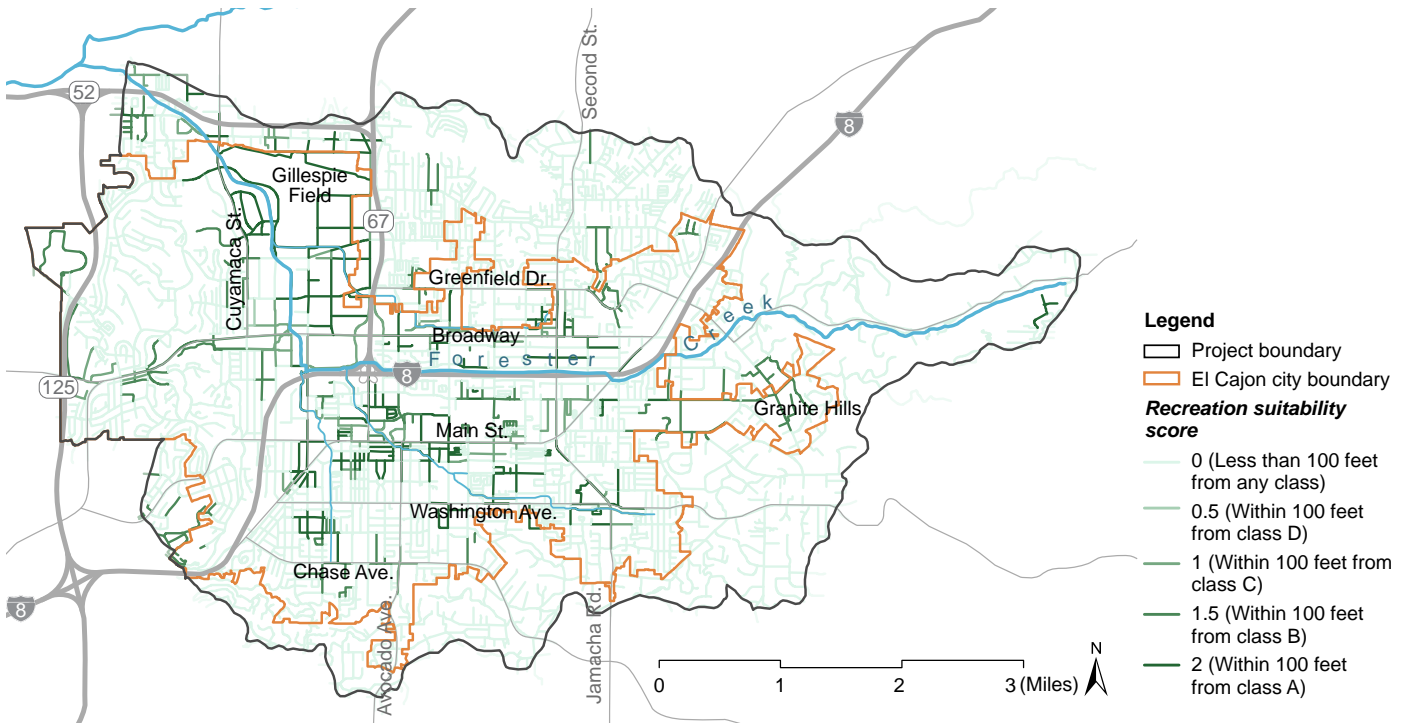 52
Second St.
8
Gillespie
Field
67
Cuyamaca St.
Greenfield Dr.
Creek
Broadway
Forester
8
125
Granite Hills
Main St.
Washington Ave.
Chase Ave.
8
Avocado Ave.
Jamacha Rd.
N
0 1 2 3 (Miles)
Legend
Project boundary
El Cajon city boundary
Recreation suitability
score
0 (Less than 100 feet
from any class)
0.5 (Within 100 feet
from class D)
1 (Within 100 feet from
class C)
1.5 (Within 100 feet
from class B)
2 (Within 100 feet
from class A)